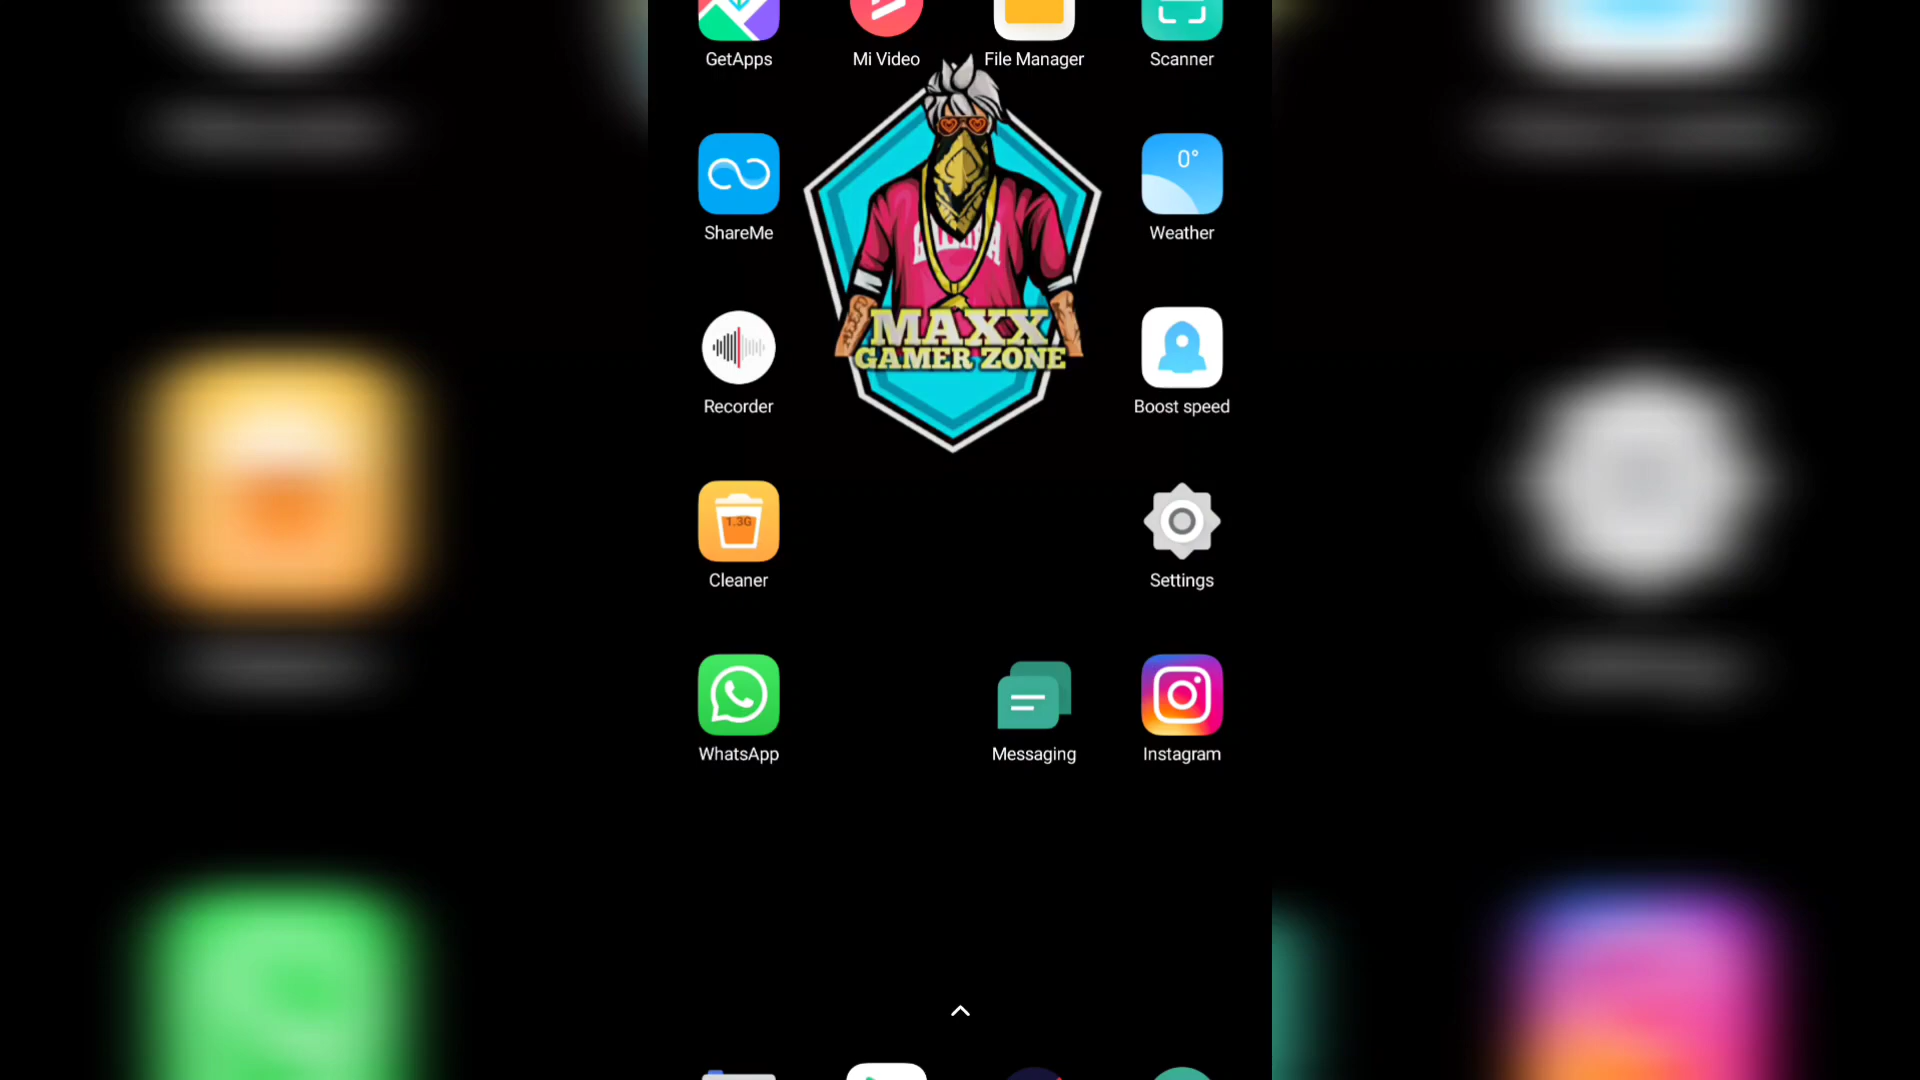 GetApps
Mi Video
File Manager
Scanner
ShareMe
0°
Weather
MAXX
GAMER ZONE
Recorder
Boost speed
1.3G
Cleaner
Settings
WhatsApp
Messaging
Instagram